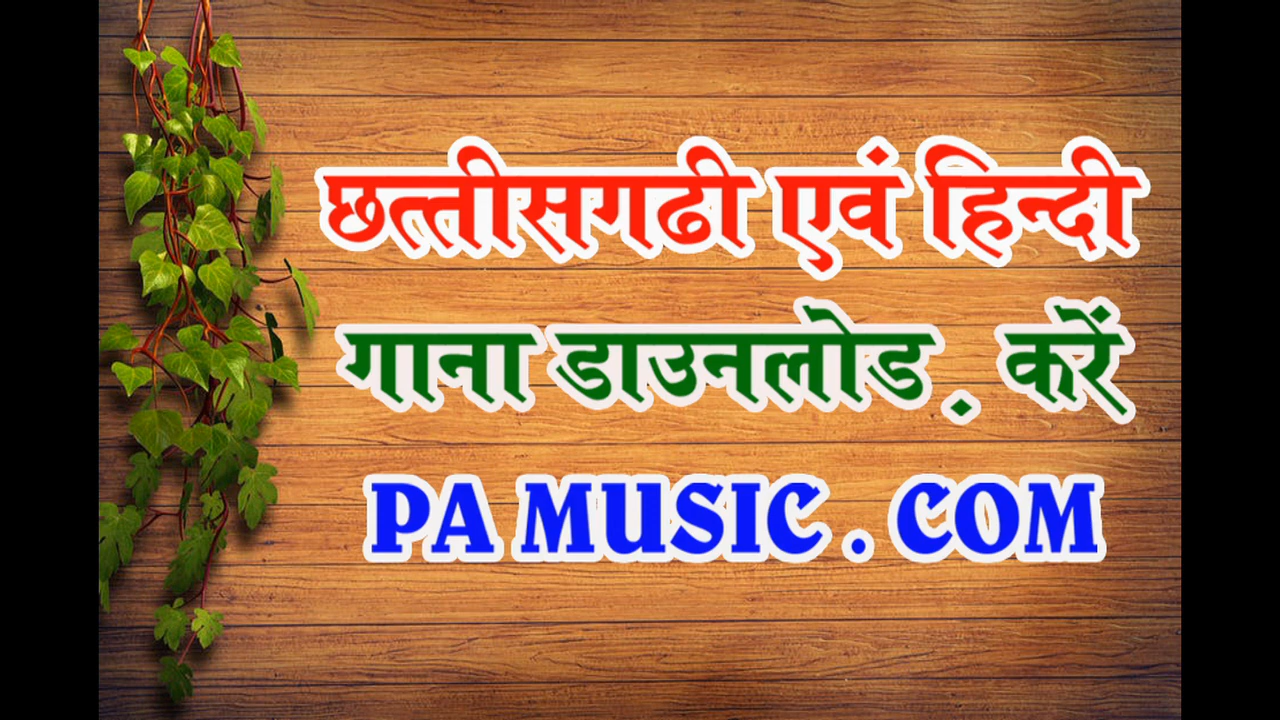 छत्तीसगढी एवं हिन्दी
गाना डाउनलोड . करें
PA MUSIC . COM